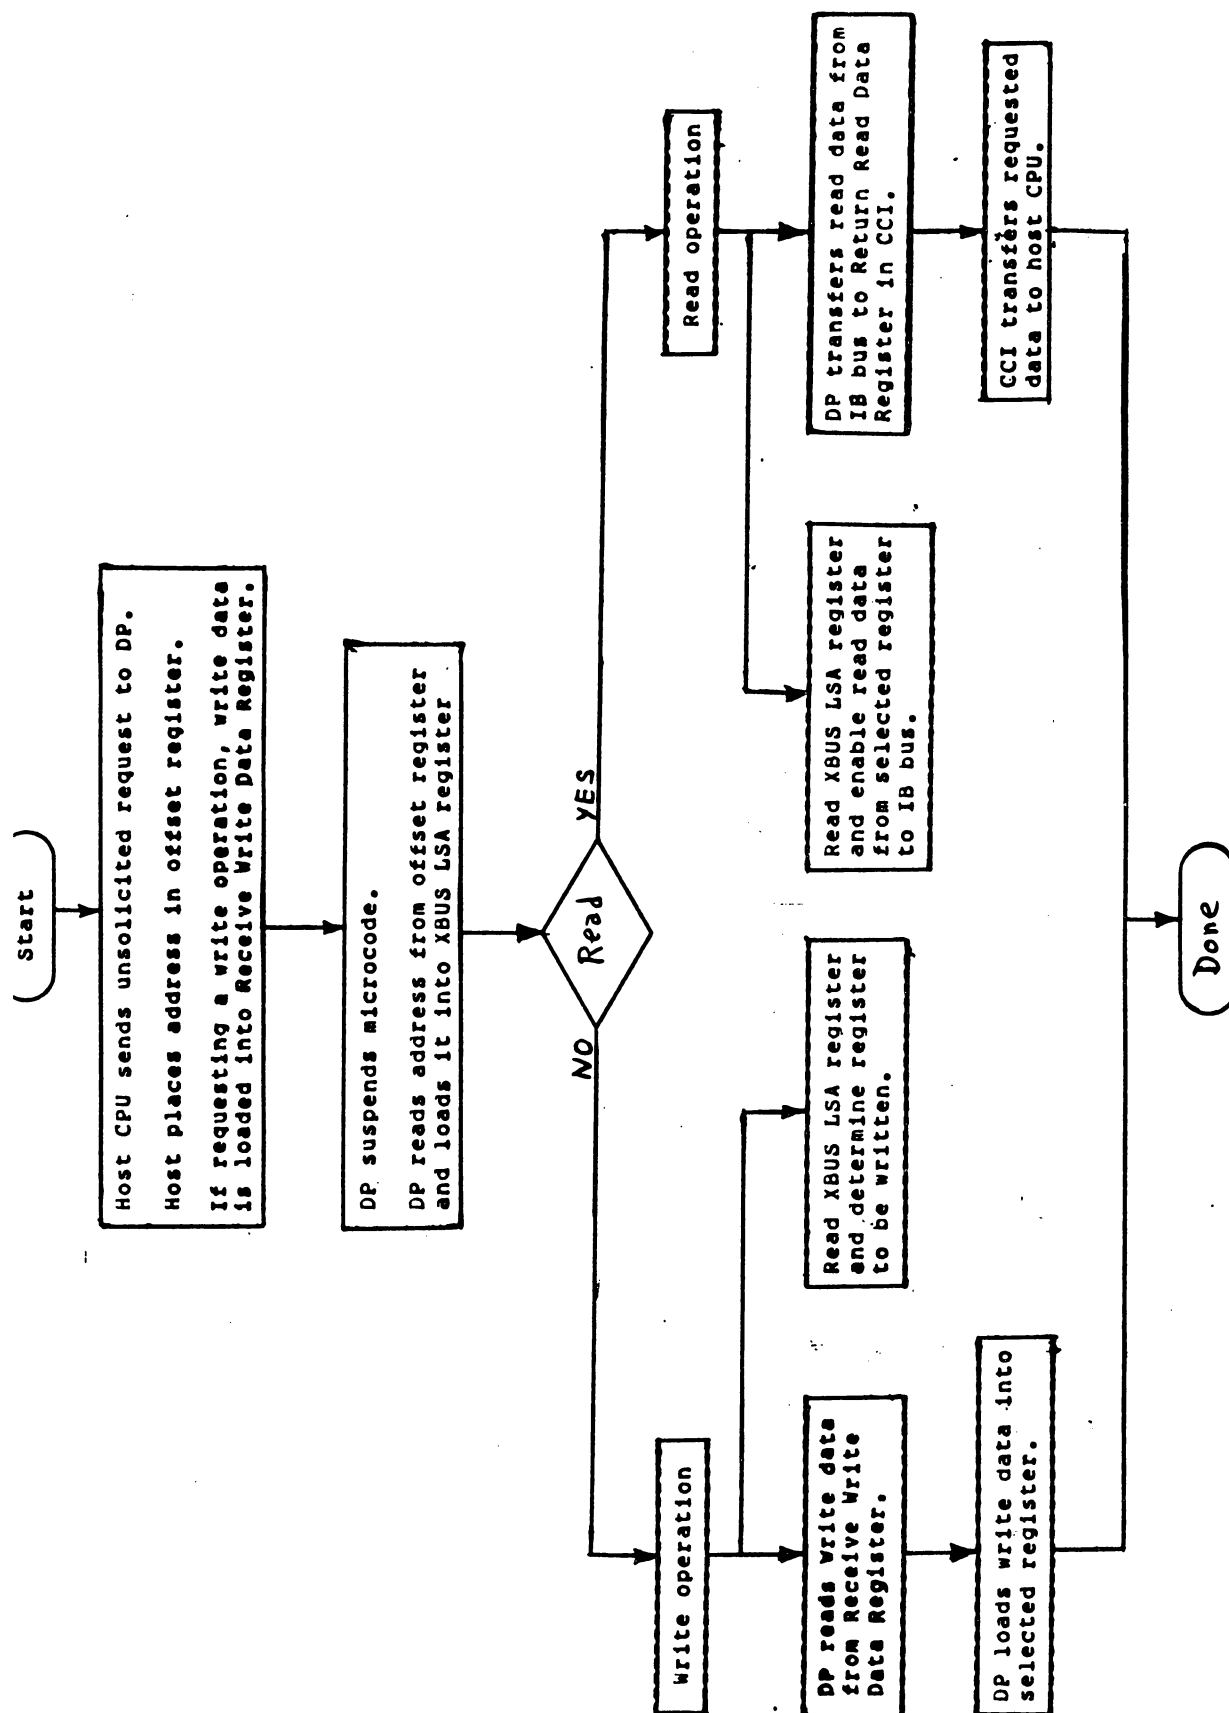 Start
Host CPU sends unsolicited request to DP.
Host places address in offset register.
If requesting a write operation, write data
is loaded into Receive Write Data Register.
DP suspends microcode.
DP reads address from offset register
and loads it into XBUS LSA register
Read
NO
YES
Write operation
Read operation
DP reads write data
from Receive Write
Data Register.
Read XBUS LSA register
and determine register
to be written.
Read XBUS LSA register
and enable read data
from selected register
to IB bus.
DP transfers read data from
IB bus to Return Read Data
Register in CCI.
DP loads write data into
selected register.
CCI transfers requested
data to host CPU.
Done